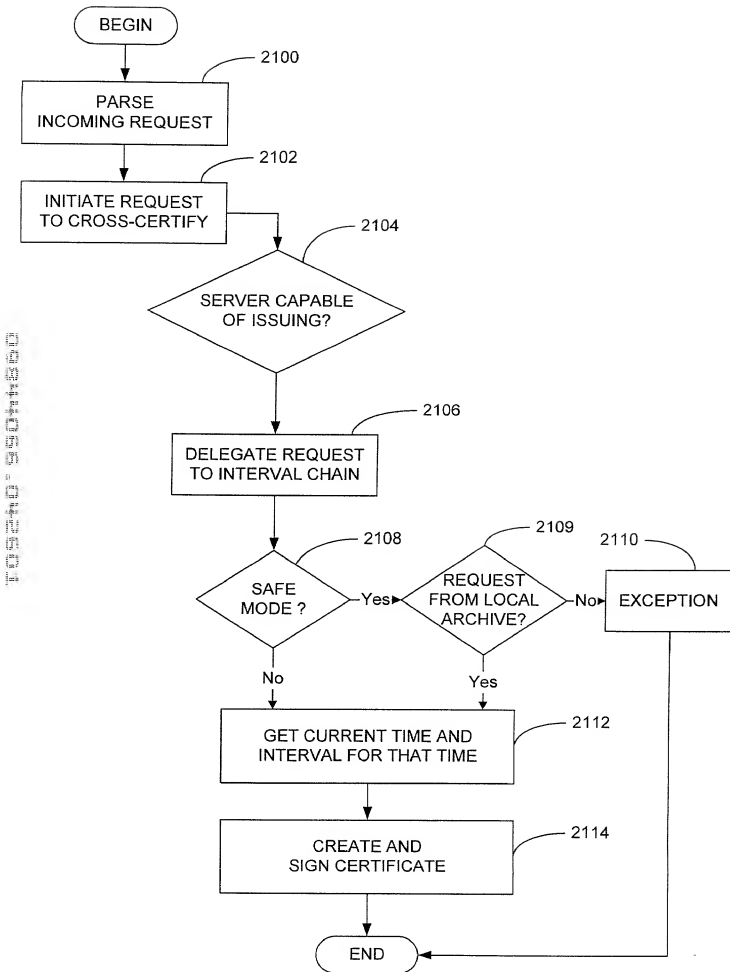 BEGIN
2100
PARSE
INCOMING REQUEST
2102
INITIATE REQUEST
TO CROSS-CERTIFY
2104
SERVER CAPABLE
OF ISSUING?
2106
DELEGATE REQUEST
TO INTERVAL CHAIN
2108
SAFE
MODE ?
Yes
2109
REQUEST
FROM LOCAL
ARCHIVE?
No
2110
EXCEPTION
No
Yes
2112
GET CURRENT TIME AND
INTERVAL FOR THAT TIME
2114
CREATE AND
SIGN CERTIFICATE
END